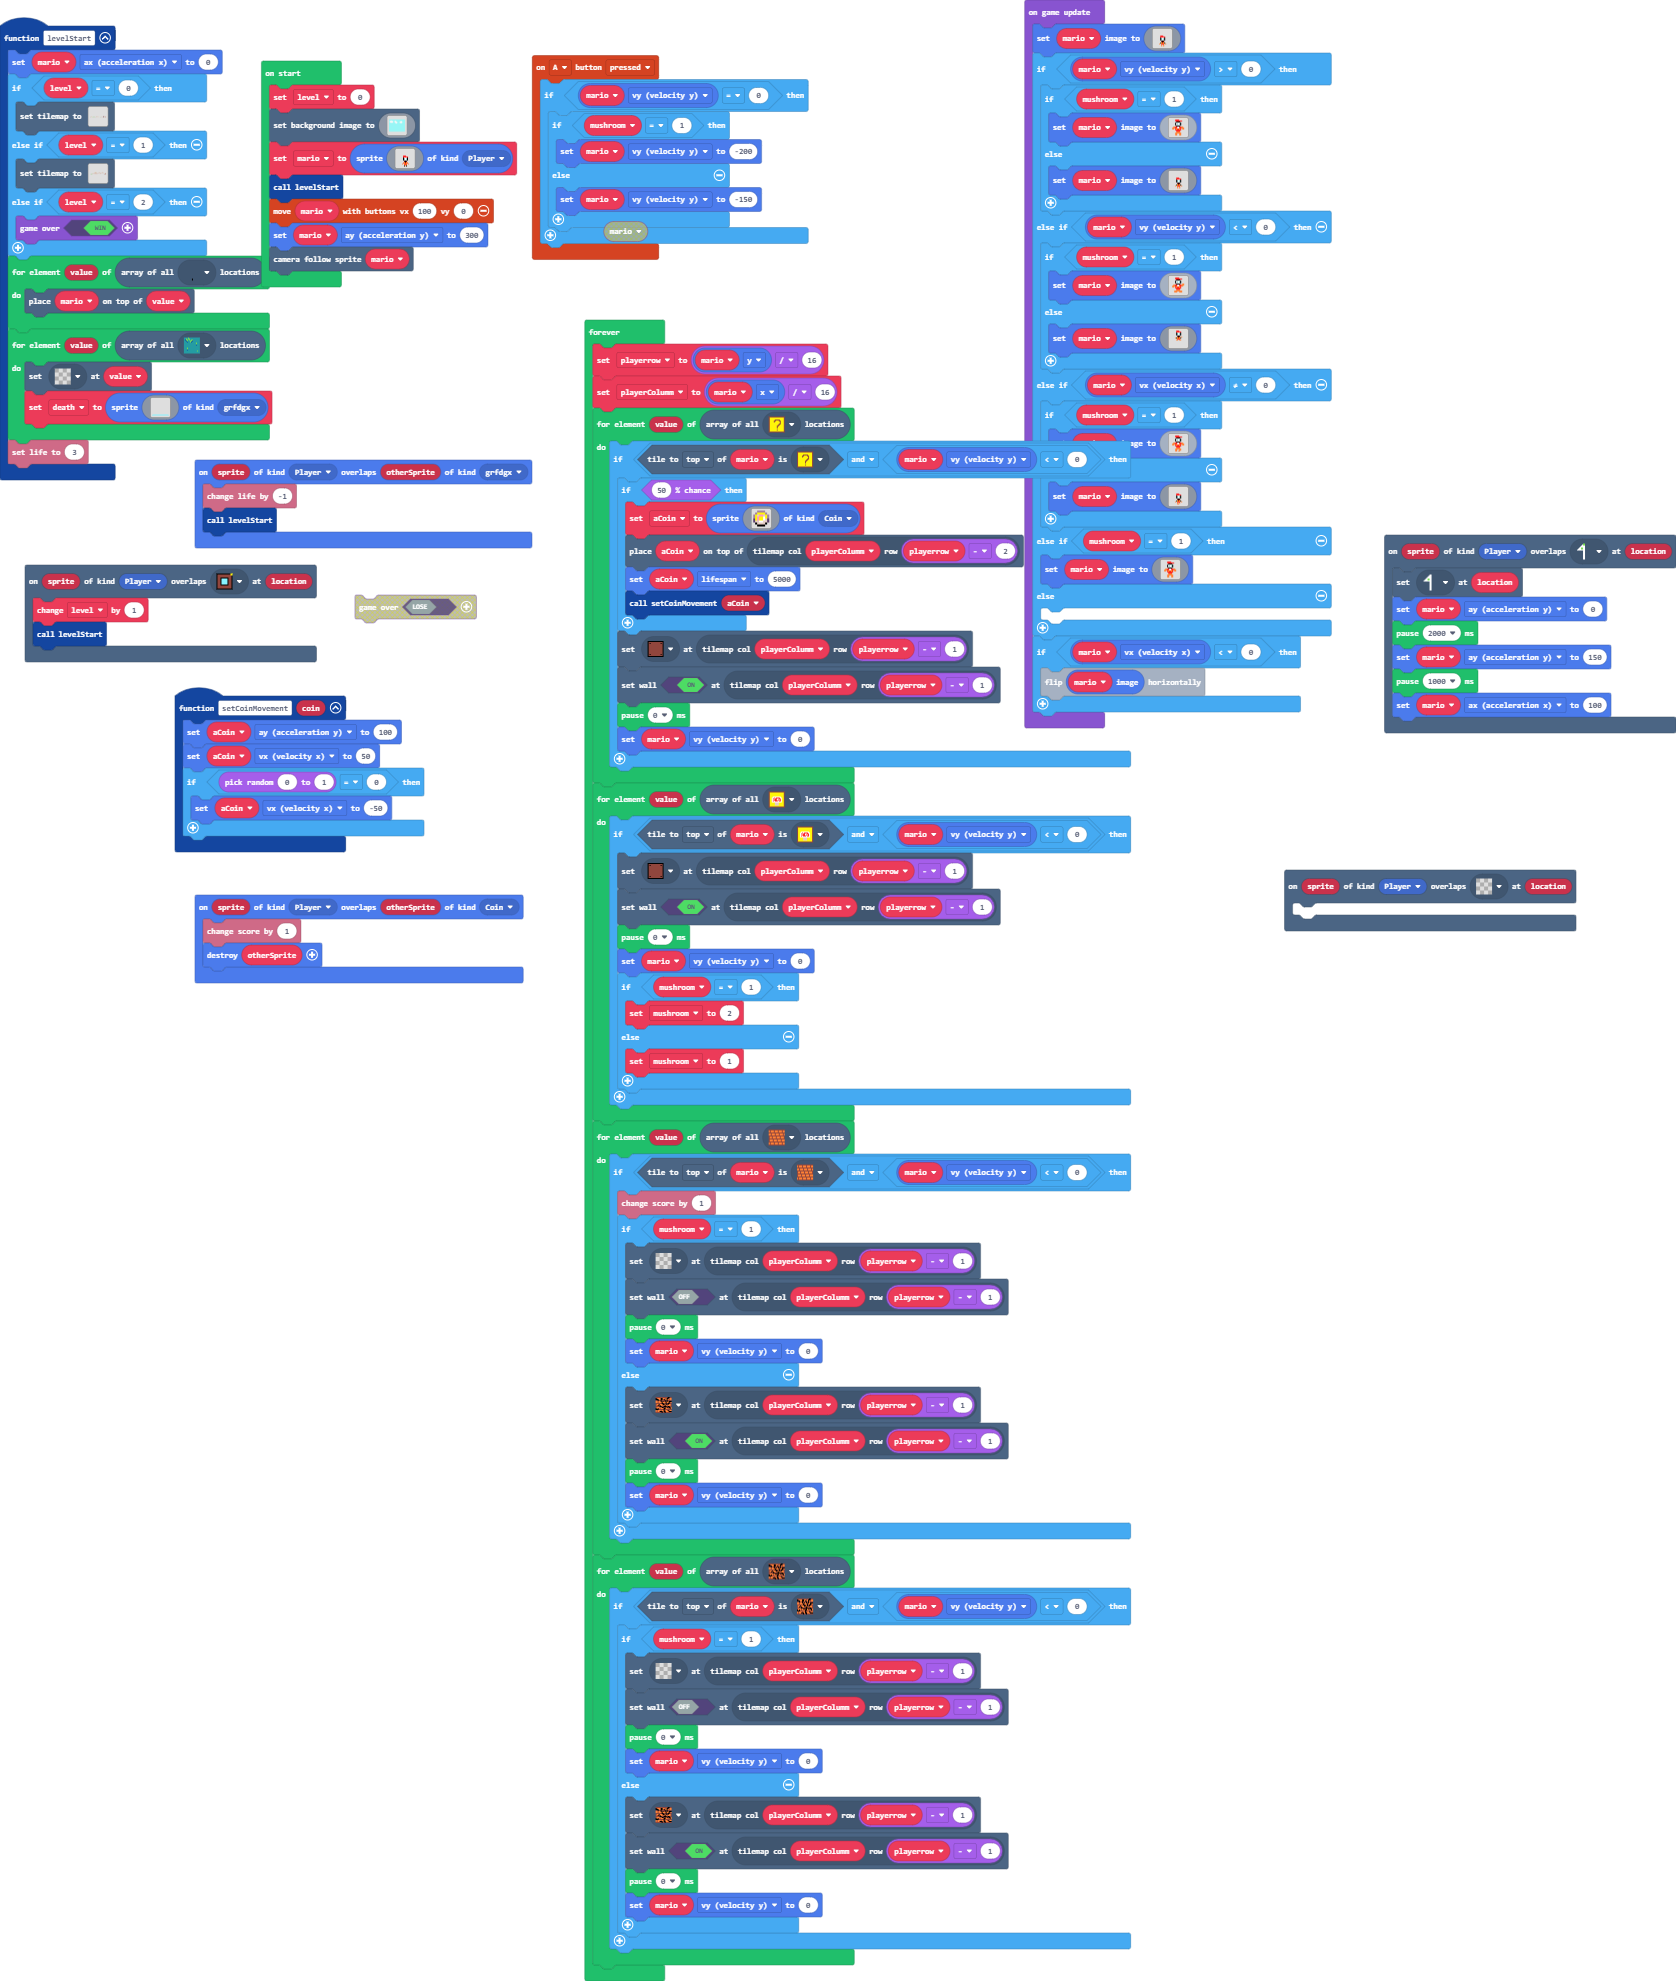 function levelStart
set mario ax (acceleration x) to 0
if level = 0 then
set tilemap to
else if level = 1 then
set tilemap to
else if level = 2 then
game over WIN
for element value of array of all locations
do
place mario on top of value
for element value of array of all locations
do
set at value
set death to sprite of kind grfdgx
set life to 3
on start
set level to 0
set background image to
set mario to sprite of kind Player
call levelStart
move mario with buttons vx 100 vy 0
set mario ay (acceleration y) to 300
camera follow sprite mario
on A button pressed
if mario vy (velocity y) = 0 then
if mushroom = 1 then
set mario vy (velocity y) to -200
else
set mario vy (velocity y) to -150
mario
on sprite of kind Player overlaps otherSprite of kind grfdgx
change life by -1
call levelStart
on sprite of kind Player overlaps at location
change level by 1
call levelStart
game over LOSE
function setCoinMovement coin
set aCoin ay (acceleration y) to 100
set aCoin vx (velocity x) to 50
if pick random 0 to 1 = 0 then
set aCoin vx (velocity x) to -50
on sprite of kind Player overlaps otherSprite of kind Coin
change score by 1
destroy otherSprite
forever
set playerrow to mario y / 16
set playerColumn to mario x / 16
for element value of array of all ? locations
do
if tile to top of mario is ? and mario vy (velocity y) < 0 then
if 50 % chance then
set aCoin to sprite of kind Coin
place aCoin on top of tilemap col playerColumn row playerrow - 2
set aCoin lifespan to 5000
call setCoinMovement aCoin
set at tilemap col playerColumn row playerrow - 1
set wall ON at tilemap col playerColumn row playerrow - 1
pause 0 ms
set mario vy (velocity y) to 0
for element value of array of all locations
do
if tile to top of mario is and mario vy (velocity y) < 0 then
set at tilemap col playerColumn row playerrow - 1
set wall ON at tilemap col playerColumn row playerrow - 1
pause 0 ms
set mario vy (velocity y) to 0
if mushroom = 1 then
set mushroom to 2
else
set mushroom to 1
for element value of array of all locations
do
if tile to top of mario is and mario vy (velocity y) < 0 then
change score by 1
if mushroom = 1 then
set at tilemap col playerColumn row playerrow - 1
set wall OFF at tilemap col playerColumn row playerrow - 1
pause 0 ms
set mario vy (velocity y) to 0
else
set at tilemap col playerColumn row playerrow - 1
set wall ON at tilemap col playerColumn row playerrow - 1
pause 0 ms
set mario vy (velocity y) to 0
for element value of array of all locations
do
if tile to top of mario is and mario vy (velocity y) < 0 then
if mushroom = 1 then
set at tilemap col playerColumn row playerrow - 1
set wall OFF at tilemap col playerColumn row playerrow - 1
pause 0 ms
set mario vy (velocity y) to 0
else
set at tilemap col playerColumn row playerrow - 1
set wall ON at tilemap col playerColumn row playerrow - 1
pause 0 ms
set mario vy (velocity y) to 0
on game update
set mario image to
if mario vy (velocity y) > 0 then
if mushroom = 1 then
set mario image to
else
set mario image to
else if mario vy (velocity y) < 0 then
if mushroom = 1 then
set mario image to
else
set mario image to
else if mario vx (velocity x) ≠ 0 then
if mushroom = 1 then
to
set mario image to
else if mushroom = 1 then
set mario image to
else
if mario vx (velocity x) < 0 then
flip mario image horizontally
on sprite of kind Player overlaps at location
set at location
set mario ay (acceleration y) to 0
pause 2000 ms
set mario ay (acceleration y) to 150
pause 1000 ms
set mario ax (acceleration x) to 100
on sprite of kind Player overlaps at location